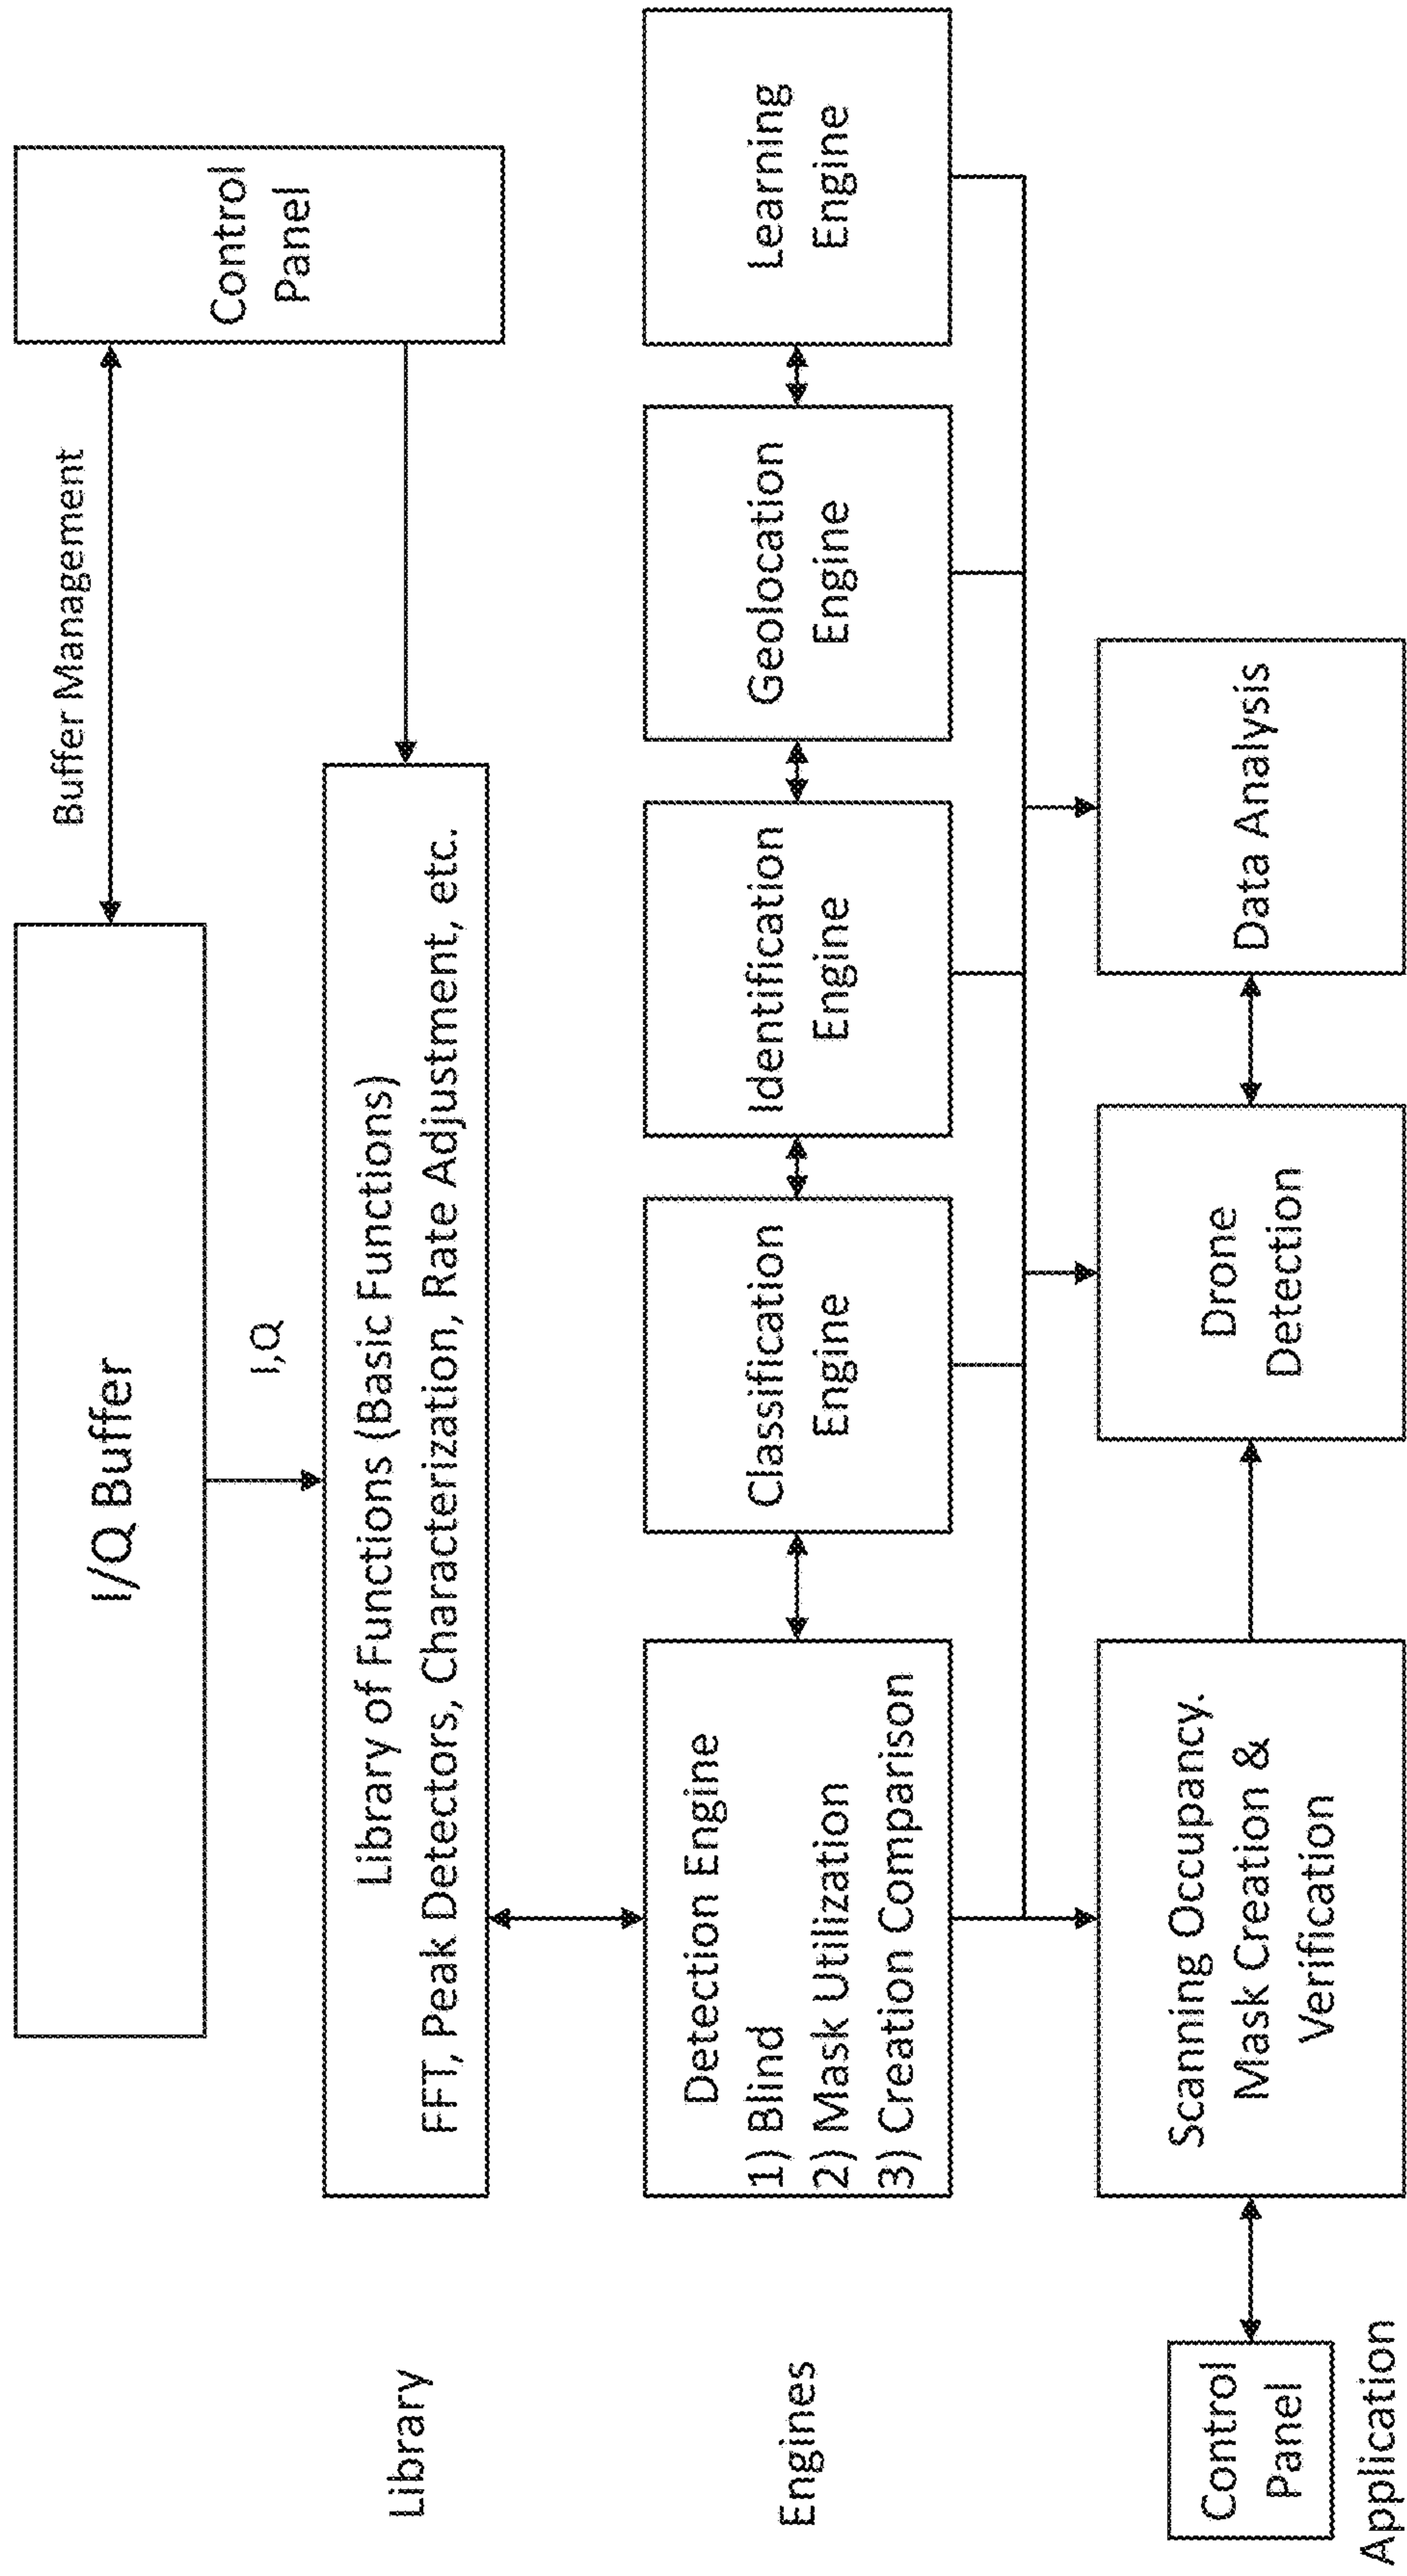 I/Q Buffer
Buffer Management
Control
Panel
I,Q
Library
Library of Functions (Basic Functions)
FFT, Peak Detectors, Characterization, Rate Adjustment, etc.
Engines
Detection Engine
1) Blind
2) Mask Utilization
3) Creation Comparison
Classification
Engine
Identification
Engine
Geolocation
Engine
Learning
Engine
Control
Panel
Application
Scanning Occupancy.
Mask Creation &
Verification
Drone
Detection
Data Analysis